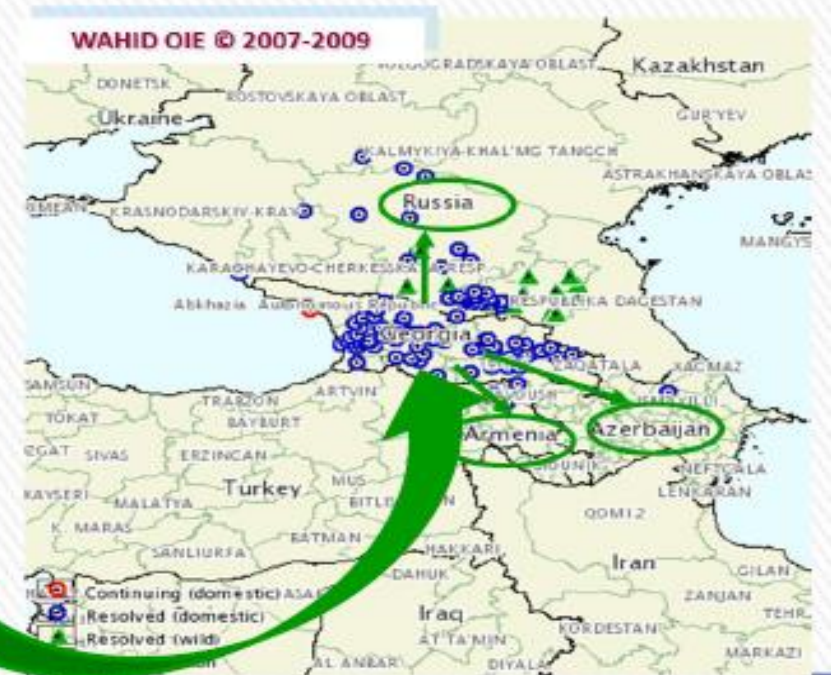 WAHID OIE © 2007-2009
Kazakhstan
DONETSK
ROSTOVSKAYA OBLAST
Ukraine
GUR'YEV
KALMYKIYA-KHAL'MG TANGCH
ASTRAKHANSKAYA OBLAS
Russia
KRASNODARSKIY-KRAY
MANGYS
KARACHAYEVO-CHERKESSKAYA RESP
Abkhazia Autonomous Republic
RESPUBLIKA DAGESTAN
Georgia
ZAQATALA
XACMAZ
SAMSUN
ARTVIN
TRABZON
TOKAT
BAYBURT
Armenia
Azerbaijan
SIVAS
ERZINCAN
NEFTCALA
Turkey
MUS
LENKARAN
KAYSERI
MALATYA
QOM12
K. MARAS
BATMAN
SANLIURFA
HAKKARI
Iran
DAHUK
GILAN
Continuing (domestic)
ZANJAN
Resolved (domestic)
Iraq
TEHR
KORDESTAN
Resolved (wild)
AT TA'MIN
MARKAZI
AL ANBAR
DIYALA